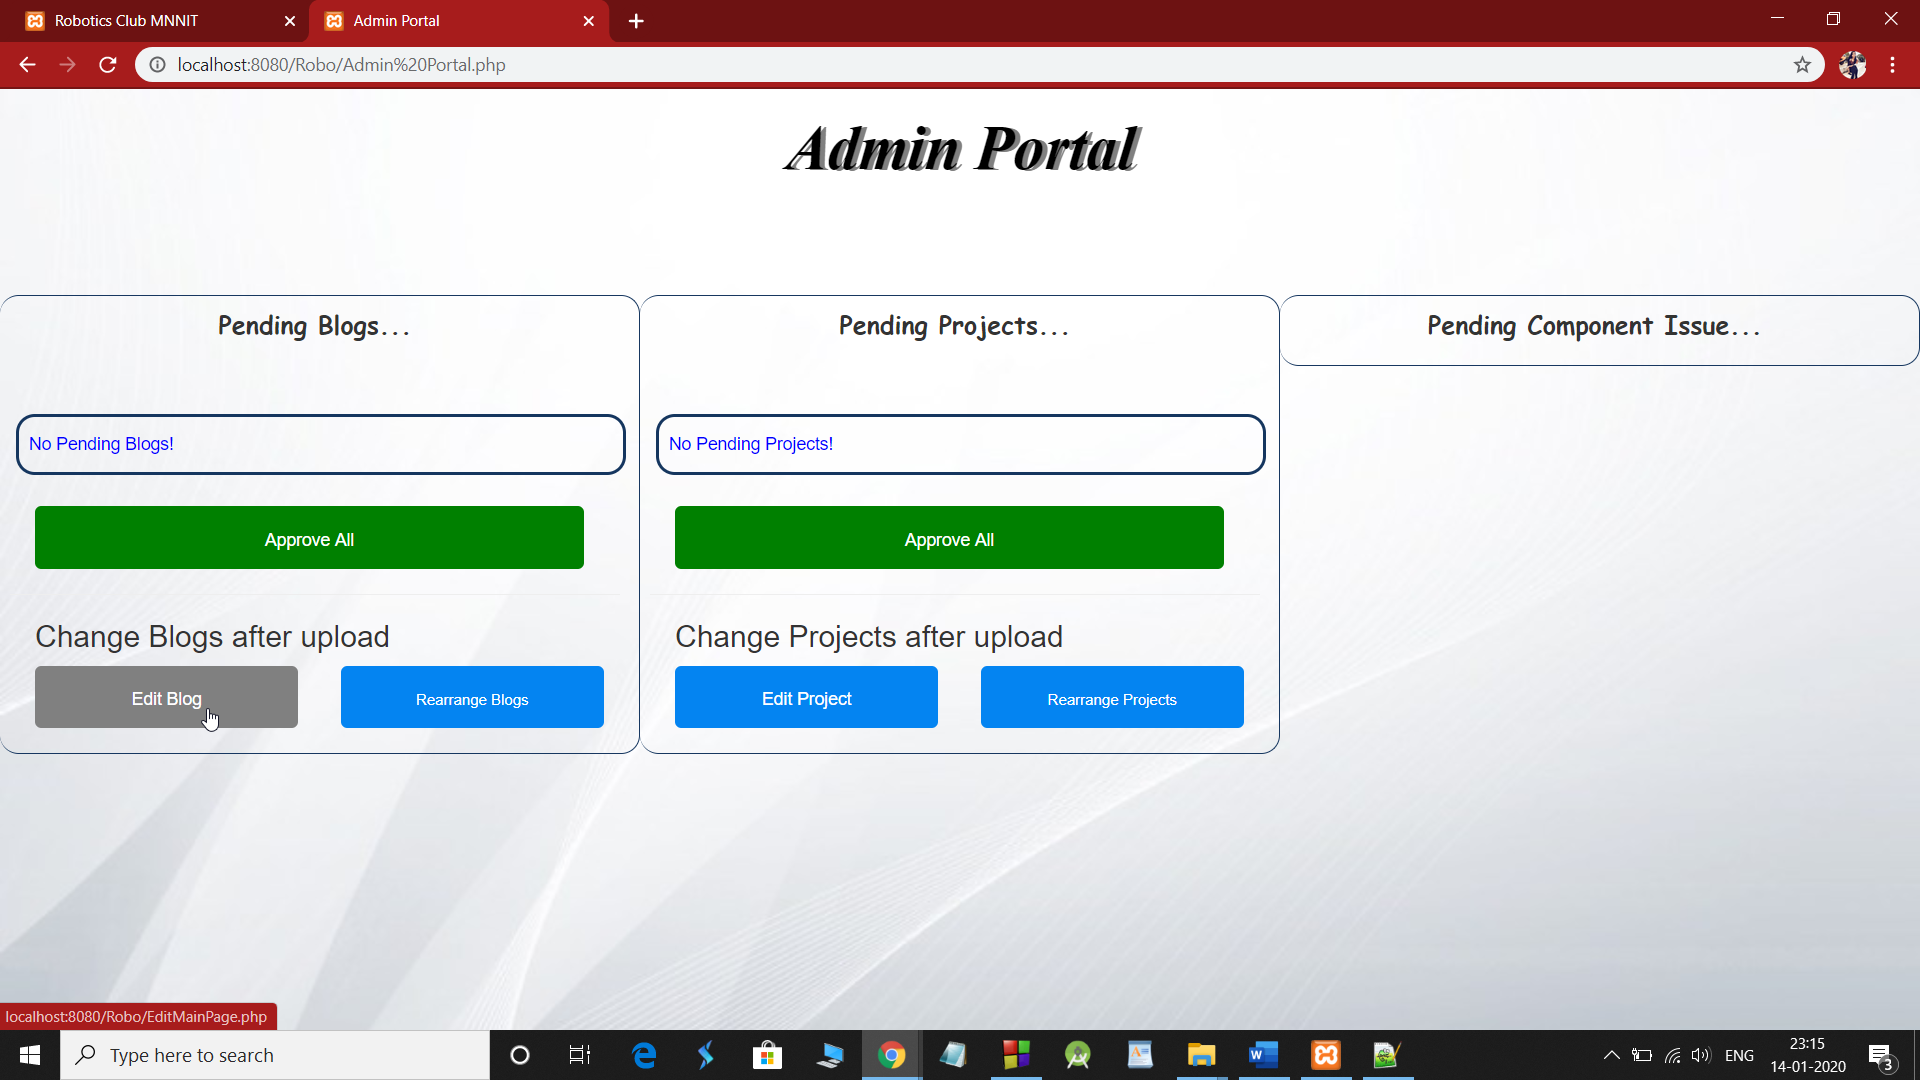 Robotics Club MNNIT
Admin Portal
localhost:8080/Robo/Admin%20Portal.php
Admin Portal
Pending Blogs...
No Pending Blogs!
Approve All
Change Blogs after upload
Edit Blog
Rearrange Blogs
Pending Projects...
No Pending Projects!
Approve All
Change Projects after upload
Edit Project
Rearrange Projects
Pending Component Issue...
localhost:8080/Robo/EditMainPage.php
Type here to search
ENG
23:15
14-01-2020
3